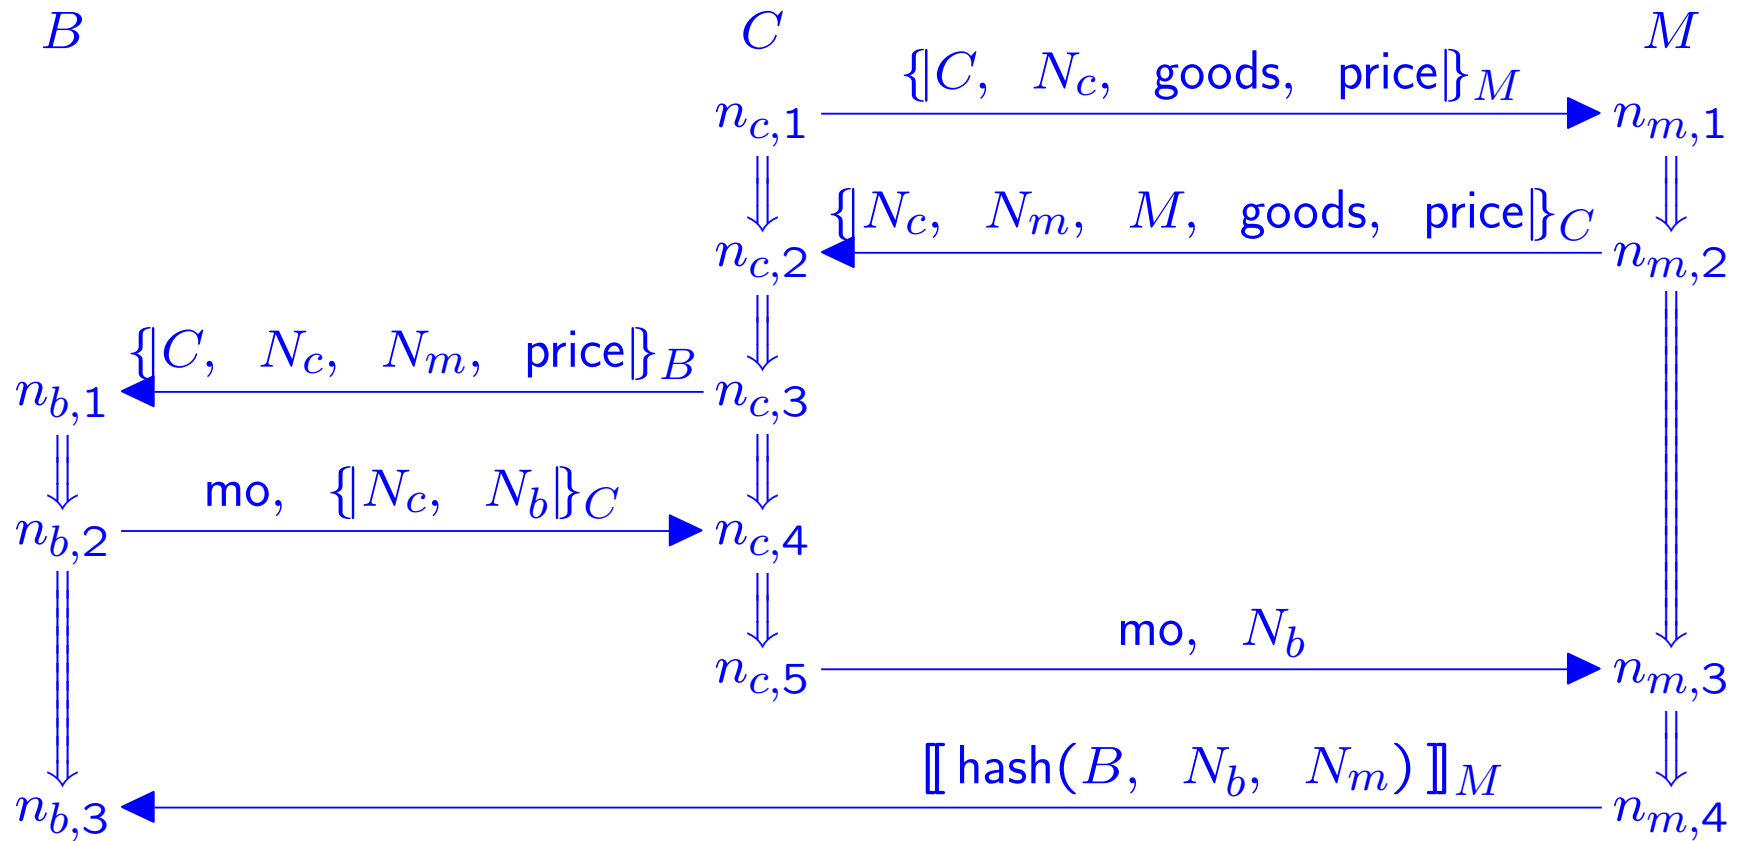 B C M
{|C, N_c, goods, price|}_M
n_{c,1} n_{m,1}
{|N_c, N_m, M, goods, price|}_C
n_{c,2} n_{m,2}
{|C, N_c, N_m, price|}_B
n_{b,1} n_{c,3}
mo, {|N_c, N_b|}_C
n_{b,2} n_{c,4}
mo, N_b
n_{c,5} n_{m,3}
⟦hash(B, N_b, N_m)⟧_M
n_{b,3} n_{m,4}